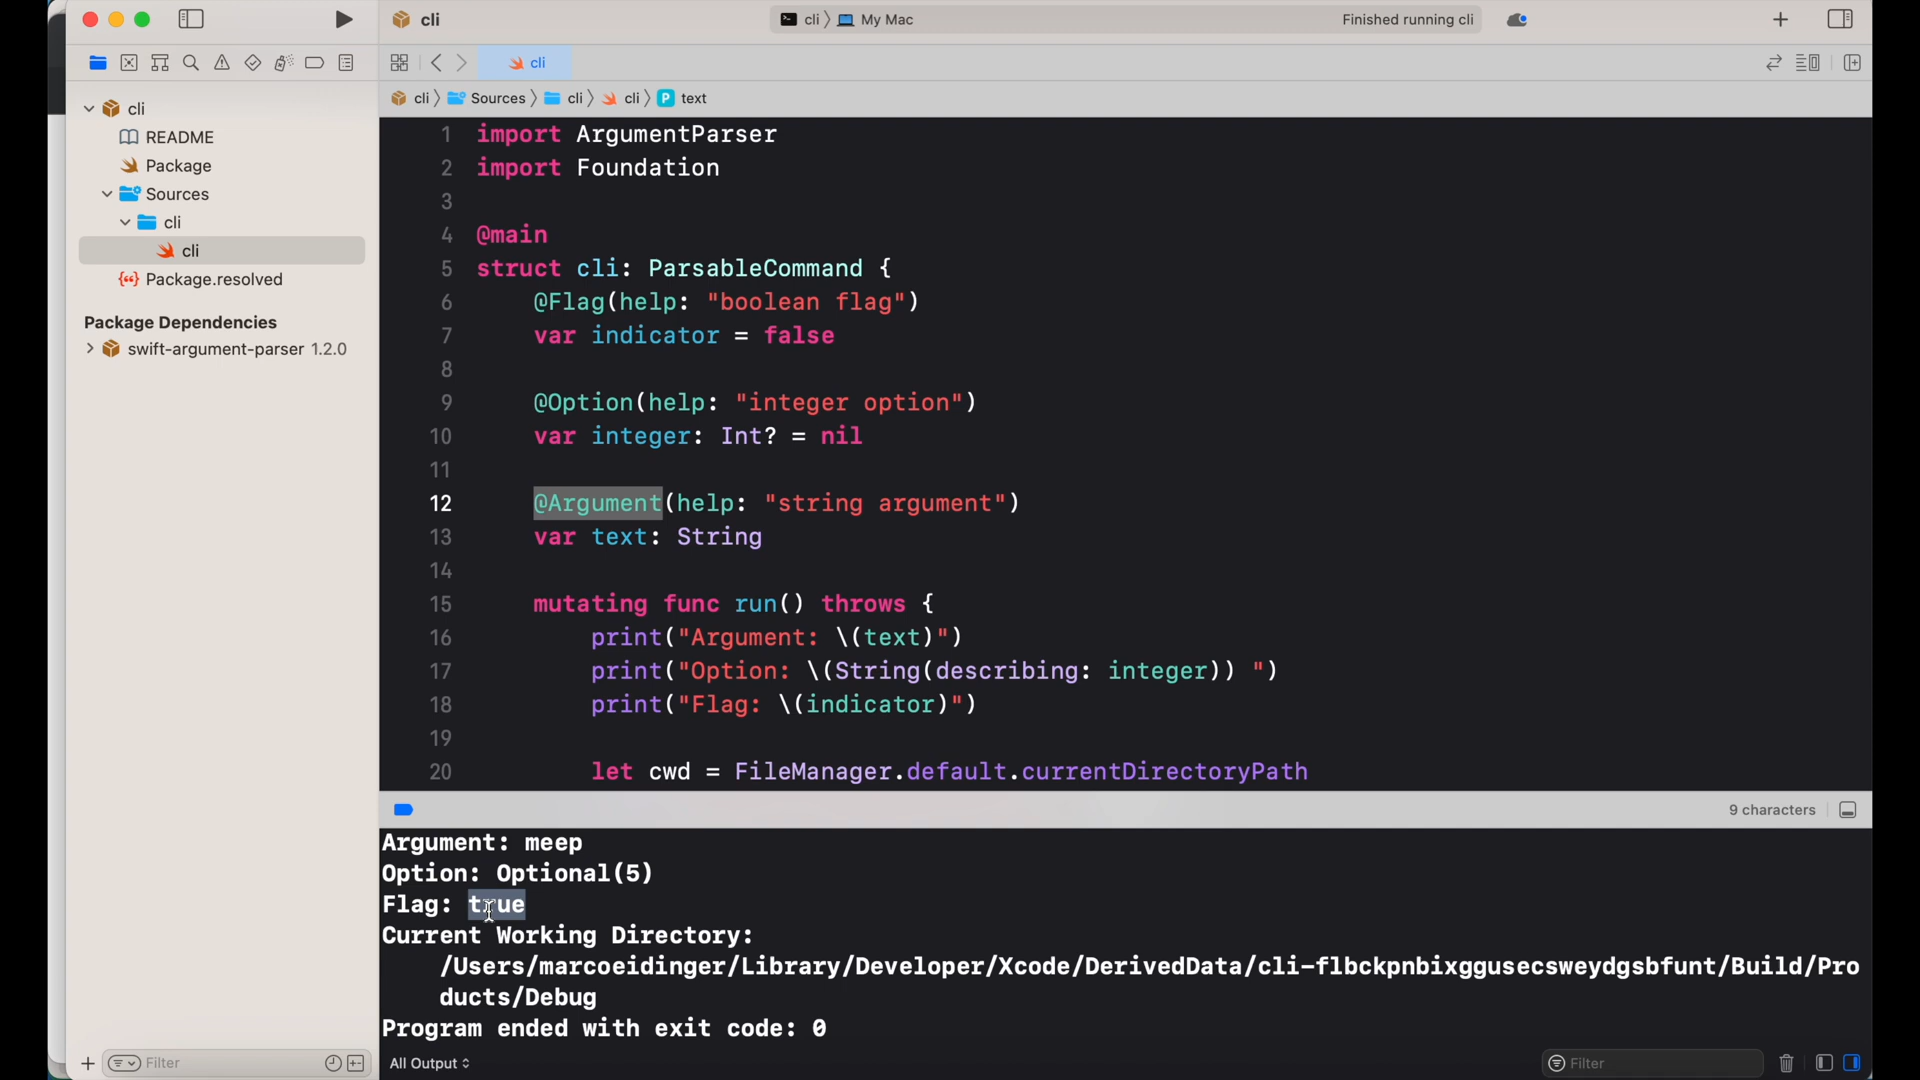 cli
cli 〉 My Mac
Finished running cli
cli
cli 〉 Sources 〉 cli 〉 cli 〉 P text
cli
README
Package
Sources
cli
cli
Package.resolved
Package Dependencies
swift-argument-parser 1.2.0
1 import ArgumentParser
2 import Foundation
3
4 @main
5 struct cli: ParsableCommand {
6 @Flag(help: "boolean flag")
7 var indicator = false
8
9 @Option(help: "integer option")
10 var integer: Int? = nil
11
12 @Argument(help: "string argument")
13 var text: String
14
15 mutating func run() throws {
16 print("Argument: \(text)")
17 print("Option: \(String(describing: integer)) ")
18 print("Flag: \(indicator)")
19
20 let cwd = FileManager.default.currentDirectoryPath
9 characters
Argument: meep
Option: Optional(5)
Flag: true
Current Working Directory:
/Users/marcoeidinger/Library/Developer/Xcode/DerivedData/cli-flbckpnbixggusecsweydgsbfunt/Build/Pro
ducts/Debug
Program ended with exit code: 0
Filter
All Output
Filter